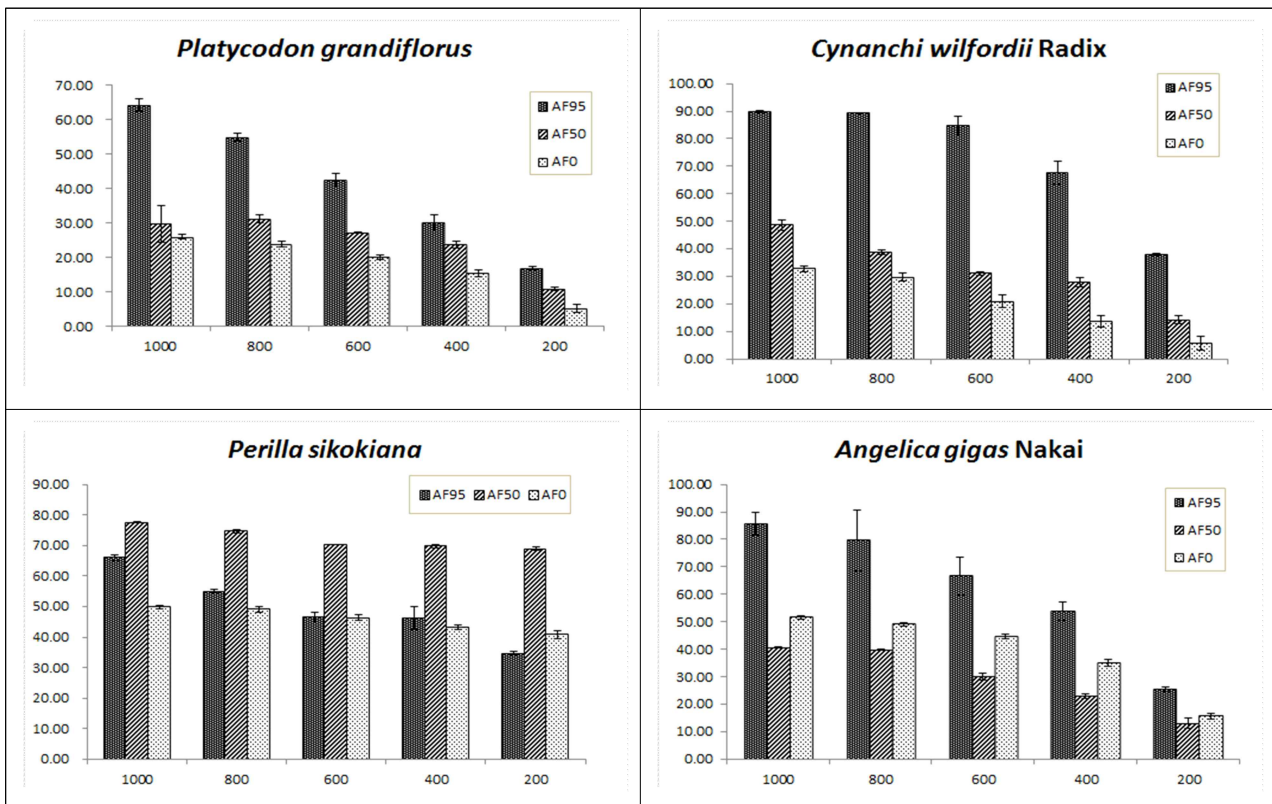 Platycodon grandiflorus
70.00
60.00
50.00
40.00
30.00
20.00
10.00
0.00
AF95
AF50
AF0
1000 800 600 400 200
Cynanchi wilfordii Radix
100.00
90.00
80.00
70.00
60.00
50.00
40.00
30.00
20.00
10.00
0.00
AF95
AF50
AF0
1000 800 600 400 200
Perilla sikokiana
90.00
80.00
70.00
60.00
50.00
40.00
30.00
20.00
10.00
0.00
AF95 AF50 AF0
1000 800 600 400 200
Angelica gigas Nakai
100.00
90.00
80.00
70.00
60.00
50.00
40.00
30.00
20.00
10.00
0.00
AF95
AF50
AF0
1000 800 600 400 200